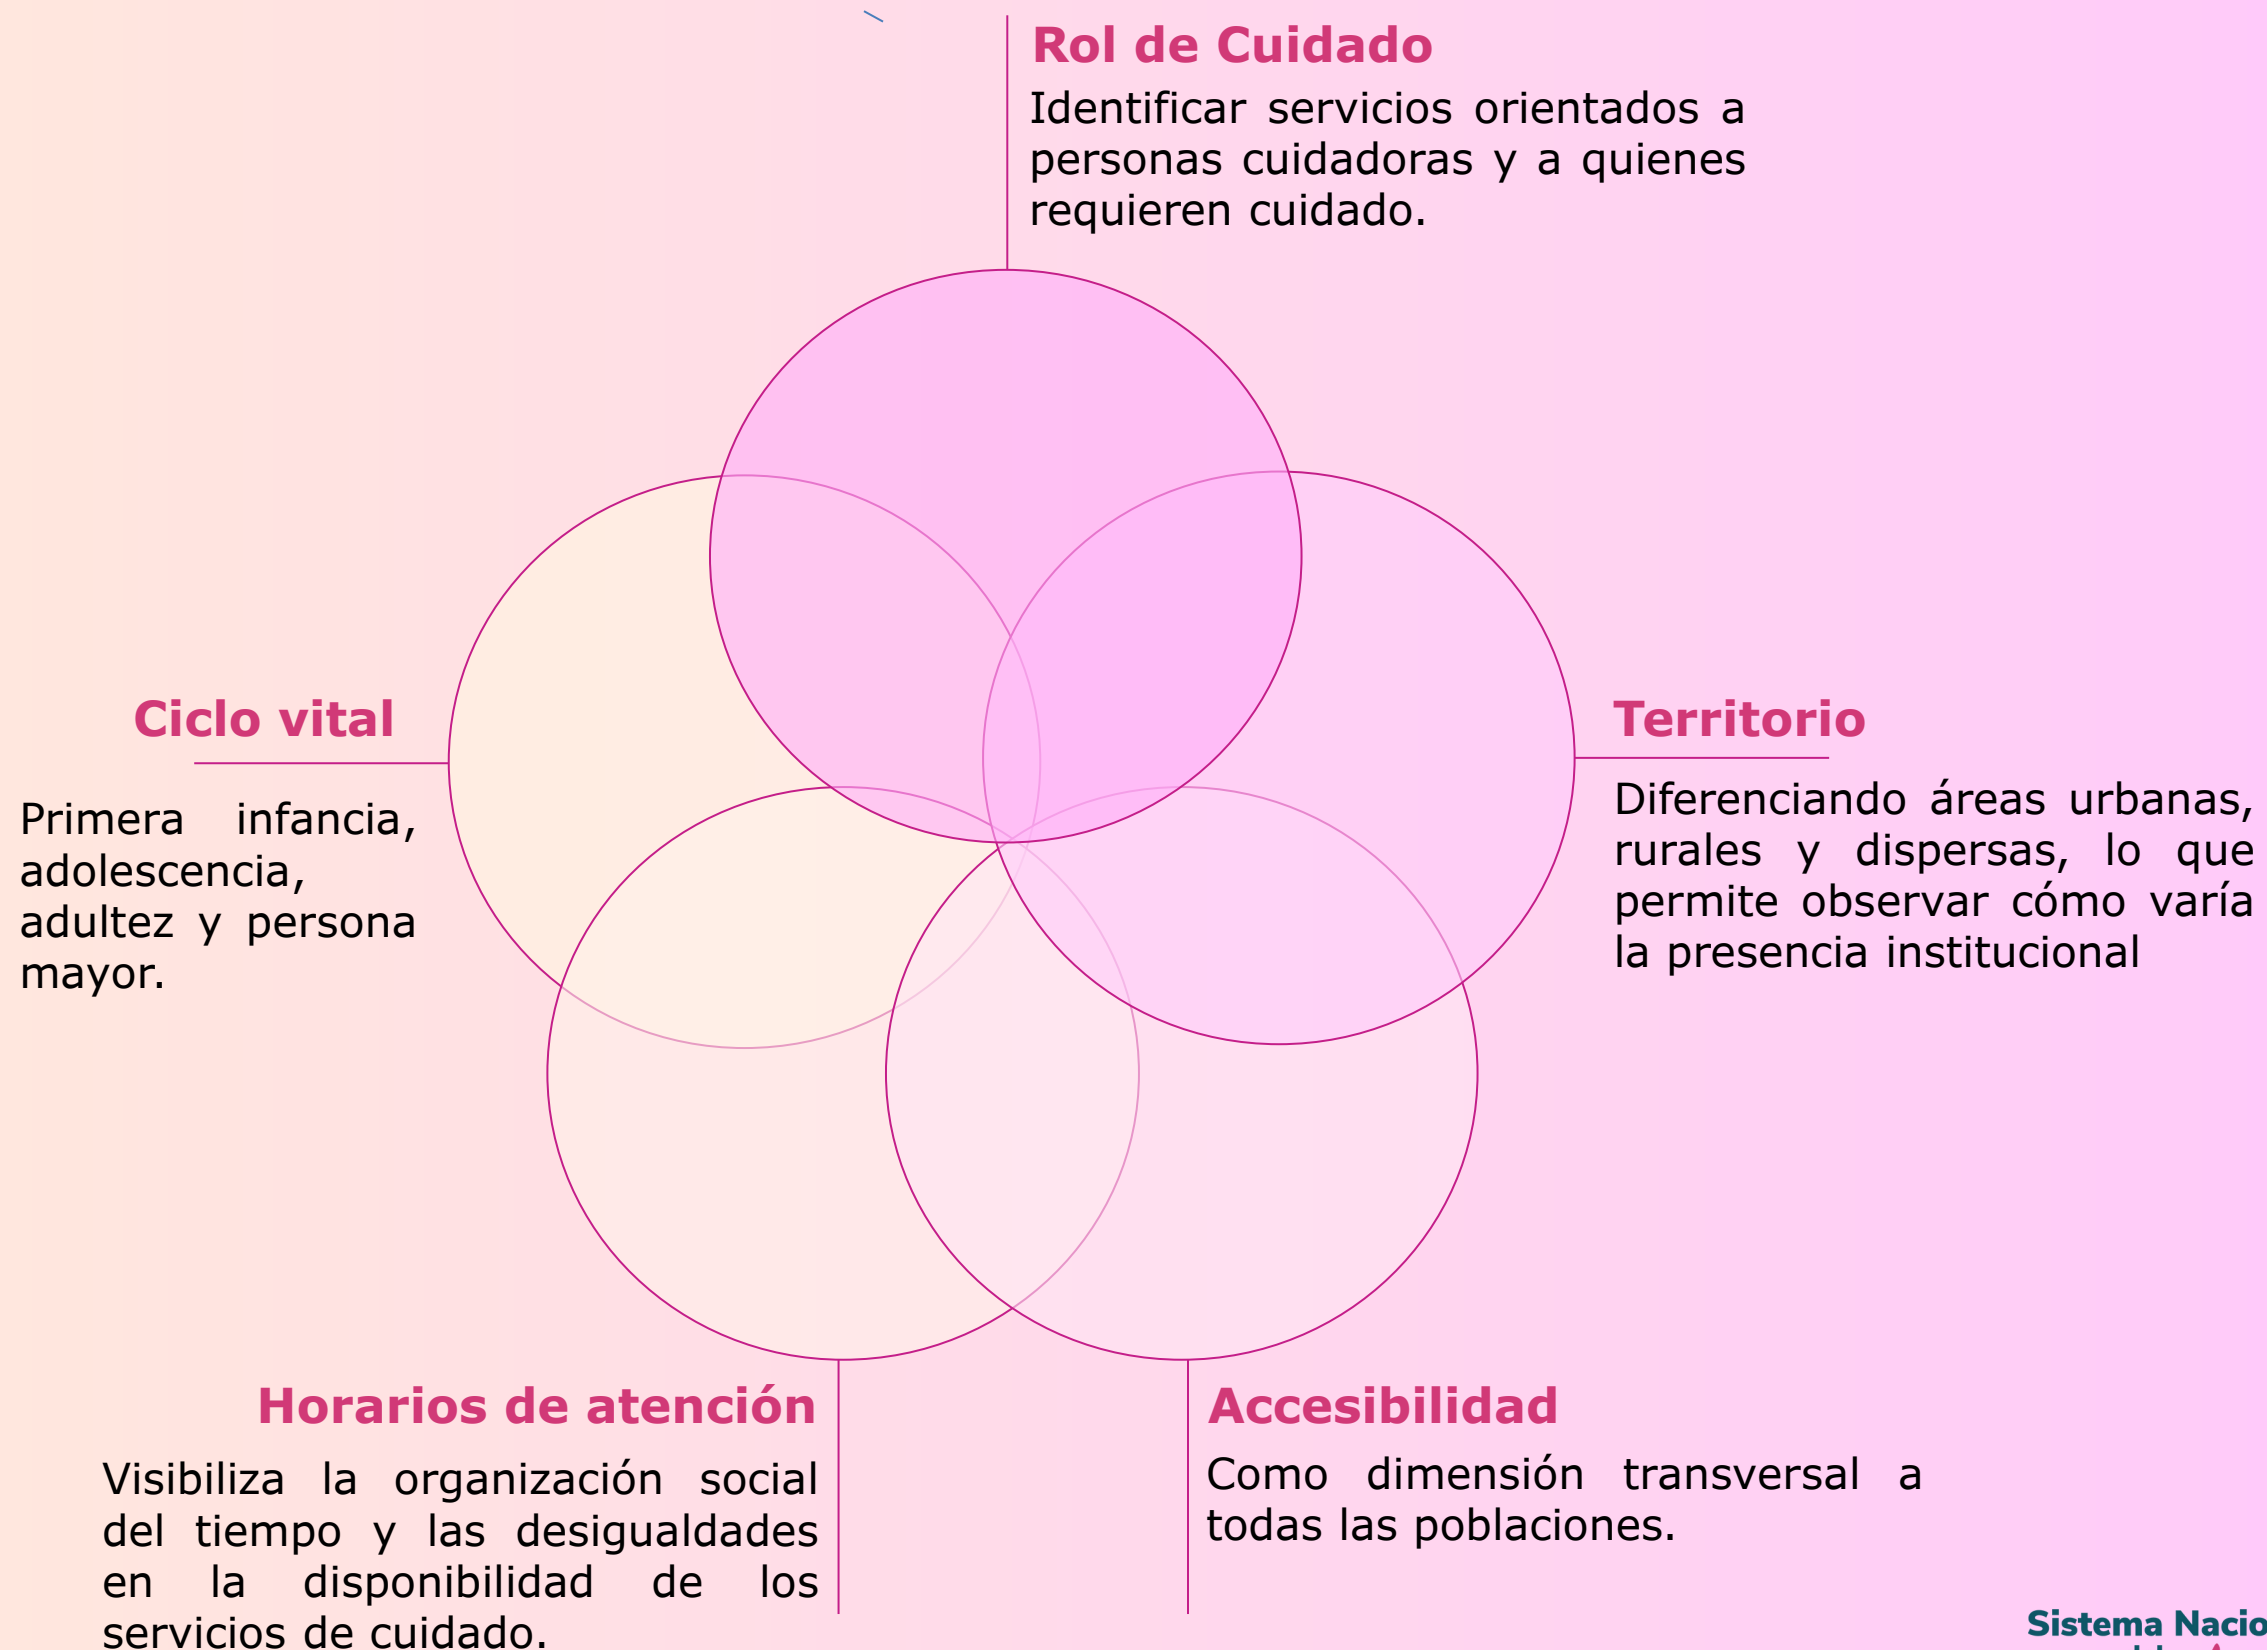 Rol de Cuidado
Identificar servicios orientados a
personas cuidadoras y a quienes
requieren cuidado.
Ciclo vital
Primera infancia,
adolescencia,
adultez y persona
mayor.
Territorio
Diferenciando áreas urbanas,
rurales y dispersas, lo que
permite observar cómo varía
la presencia institucional
Horarios de atención
Visibiliza la organización social
del tiempo y las desigualdades
en la disponibilidad de los
servicios de cuidado.
Accesibilidad
Como dimensión transversal a
todas las poblaciones.
Sistema Nacio